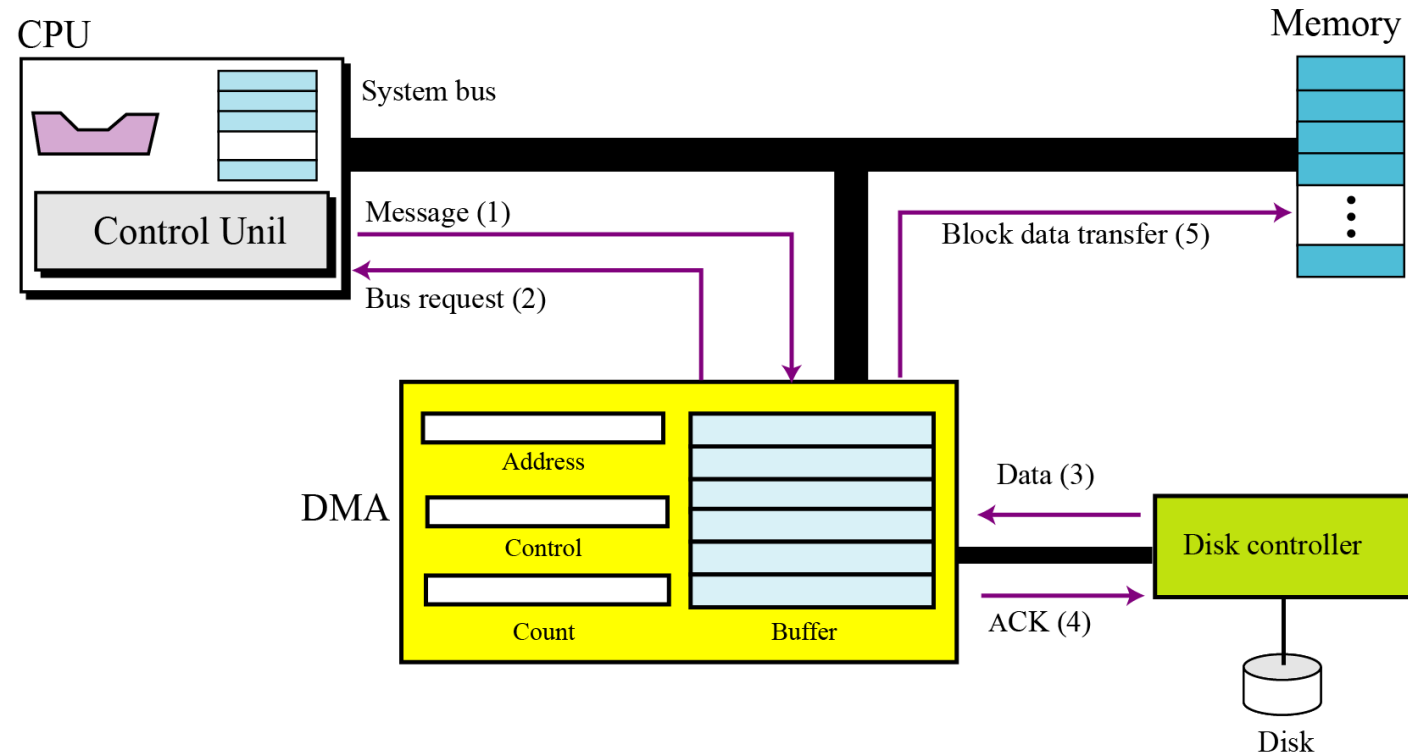 CPU
Memory
System bus
Control Unil
Message (1)
Bus request (2)
Block data transfer (5)
DMA
Address
Control
Count
Buffer
Data (3)
Disk controller
ACK (4)
Disk